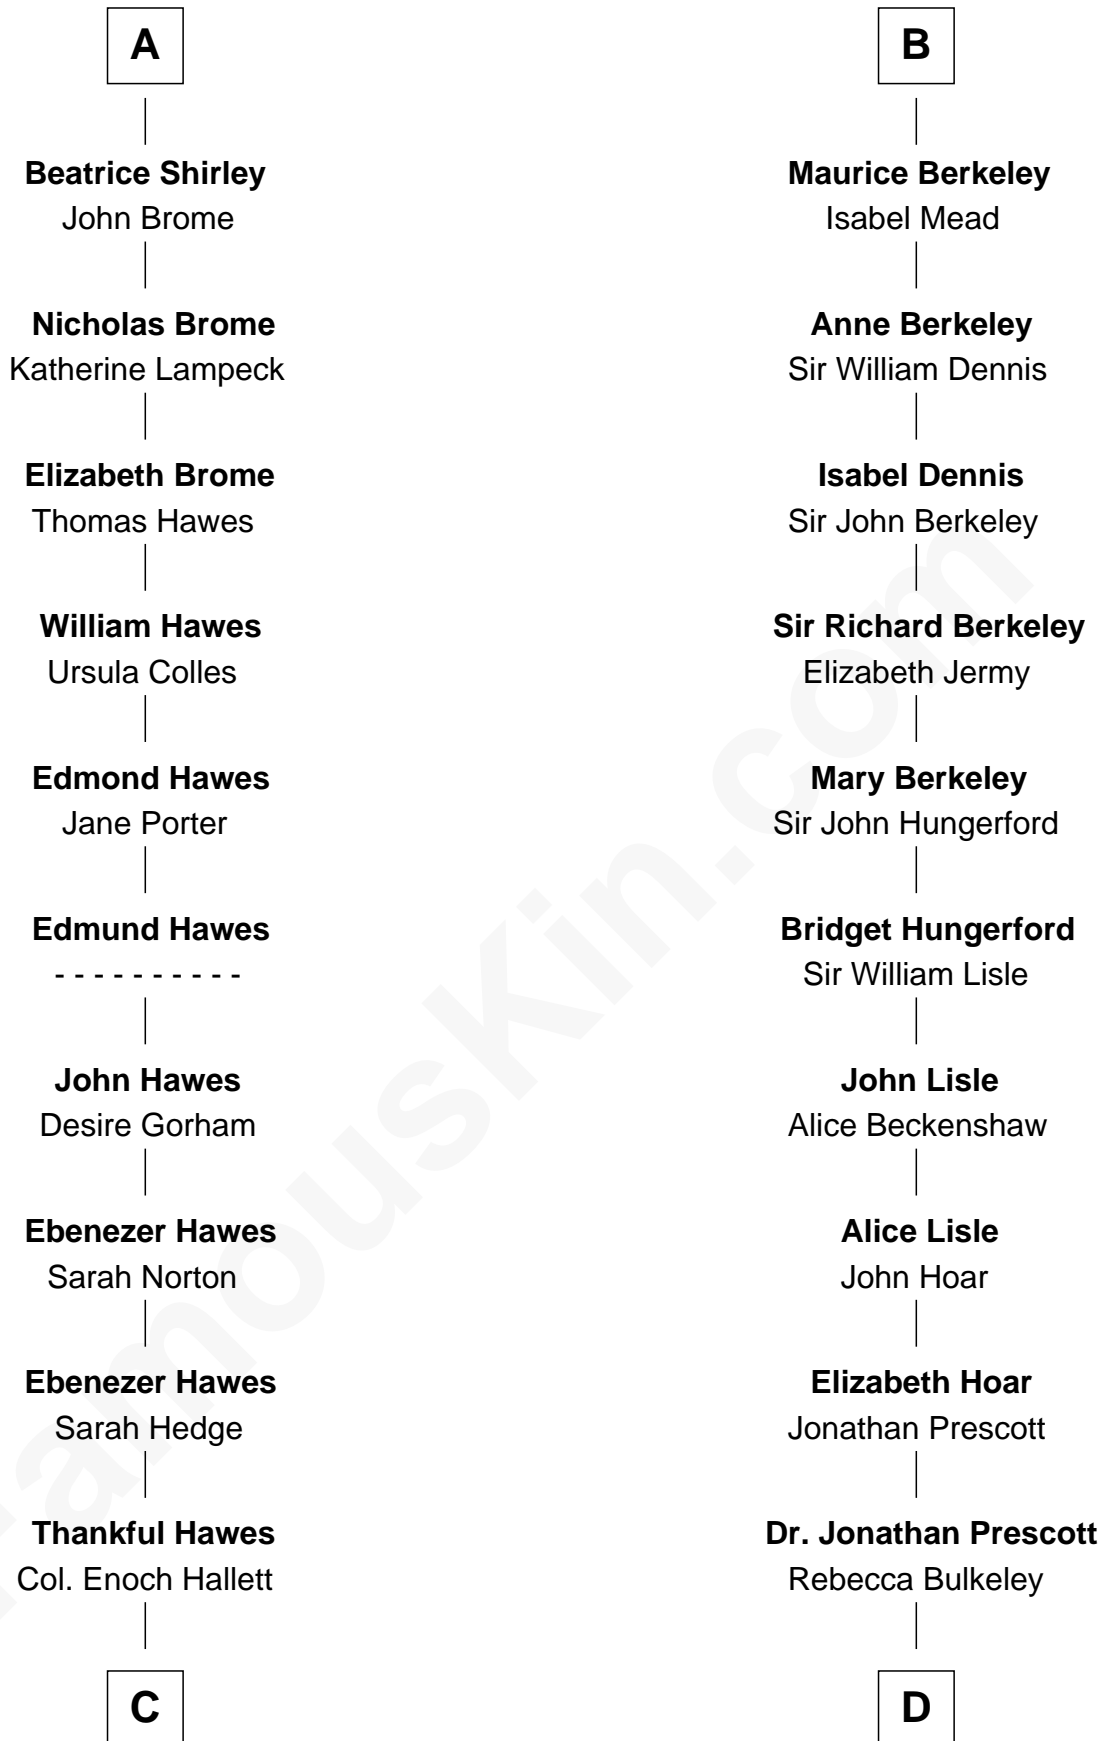 A
Beatrice Shirley
John Brome
Nicholas Brome
Katherine Lampeck
Elizabeth Brome
Thomas Hawes
William Hawes
Ursula Colles
Edmond Hawes
Jane Porter
Edmund Hawes
- - - - - - - - - -
John Hawes
Desire Gorham
Ebenezer Hawes
Sarah Norton
Ebenezer Hawes
Sarah Hedge
Thankful Hawes
Col. Enoch Hallett
C
B
Maurice Berkeley
Isabel Mead
Anne Berkeley
Sir William Dennis
Isabel Dennis
Sir John Berkeley
Sir Richard Berkeley
Elizabeth Jermy
Mary Berkeley
Sir John Hungerford
Bridget Hungerford
Sir William Lisle
John Lisle
Alice Beckenshaw
Alice Lisle
John Hoar
Elizabeth Hoar
Jonathan Prescott
Dr. Jonathan Prescott
Rebecca Bulkeley
D
FamousKin.com